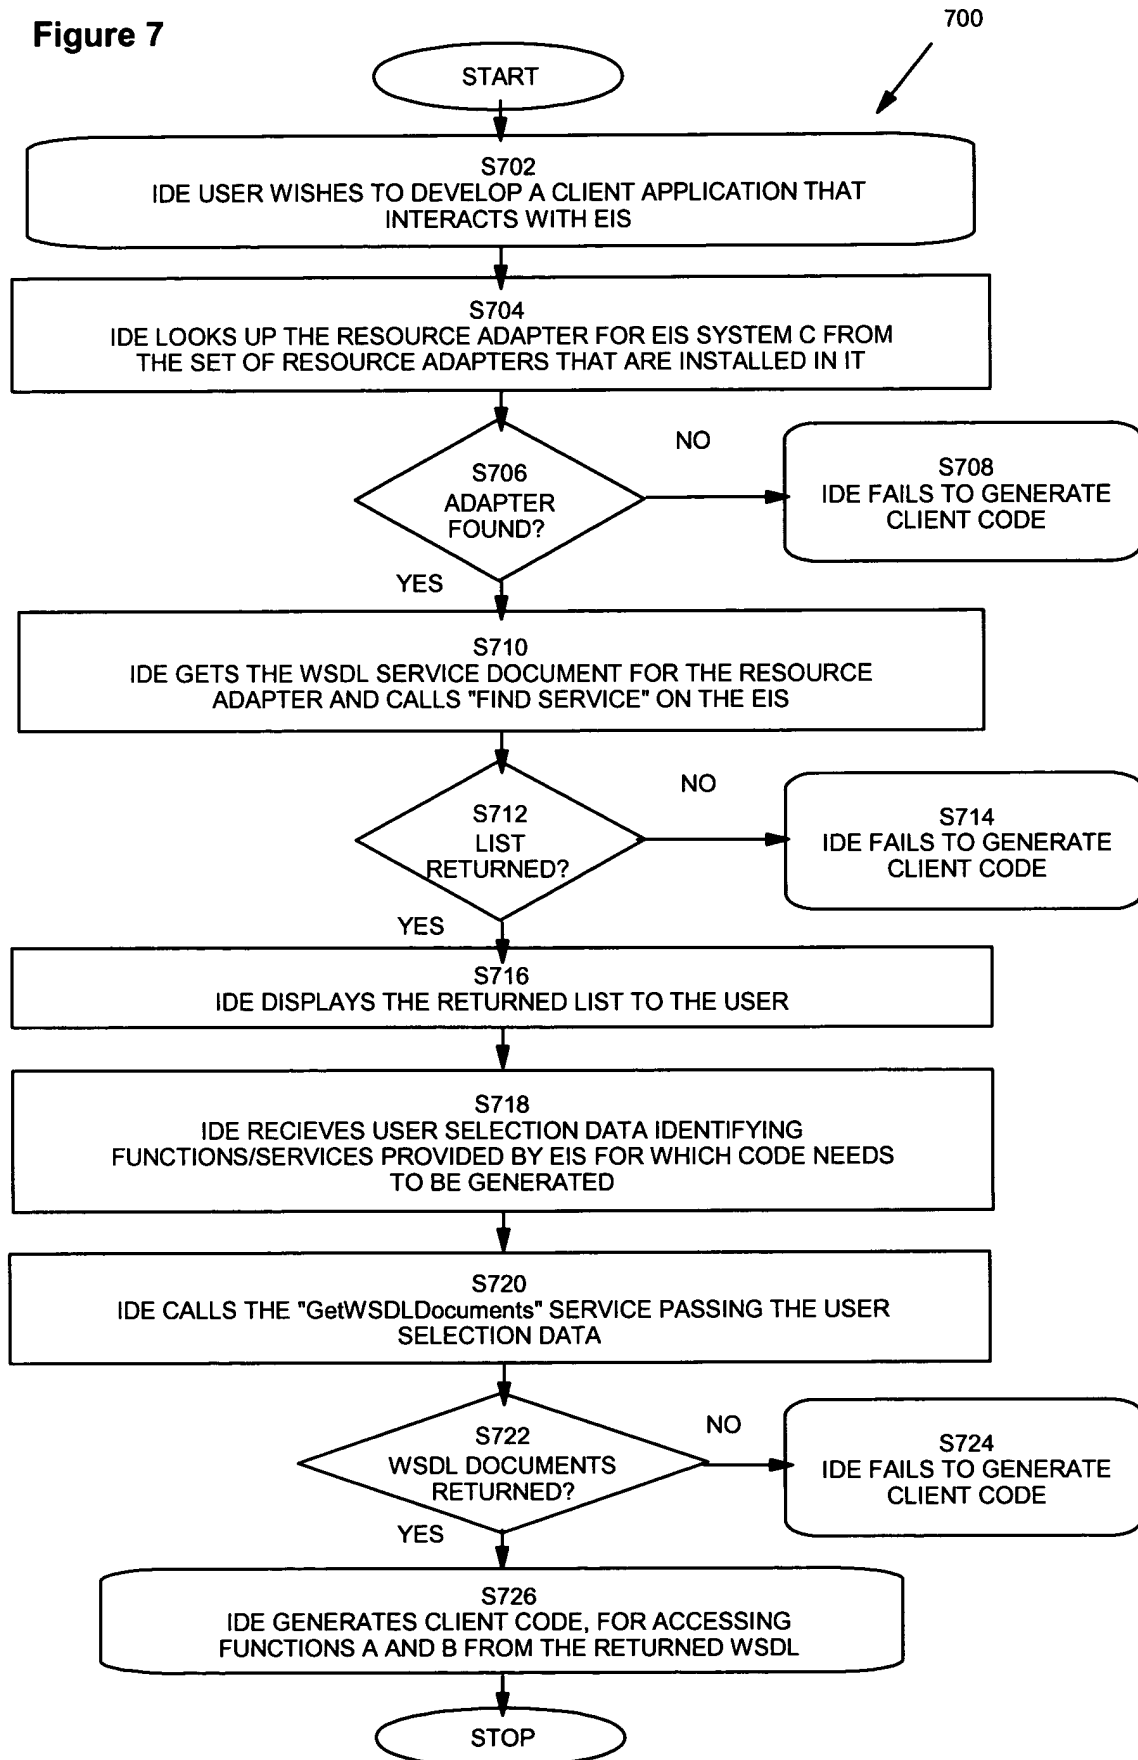 Figure 7
700
START
S702
IDE USER WISHES TO DEVELOP A CLIENT APPLICATION THAT
INTERACTS WITH EIS
S704
IDE LOOKS UP THE RESOURCE ADAPTER FOR EIS SYSTEM C FROM
THE SET OF RESOURCE ADAPTERS THAT ARE INSTALLED IN IT
S706
ADAPTER
FOUND?
NO
S708
IDE FAILS TO GENERATE
CLIENT CODE
YES
S710
IDE GETS THE WSDL SERVICE DOCUMENT FOR THE RESOURCE
ADAPTER AND CALLS "FIND SERVICE" ON THE EIS
S712
LIST
RETURNED?
NO
S714
IDE FAILS TO GENERATE
CLIENT CODE
YES
S716
IDE DISPLAYS THE RETURNED LIST TO THE USER
S718
IDE RECIEVES USER SELECTION DATA IDENTIFYING
FUNCTIONS/SERVICES PROVIDED BY EIS FOR WHICH CODE NEEDS
TO BE GENERATED
S720
IDE CALLS THE "GetWSDLDocuments" SERVICE PASSING THE USER
SELECTION DATA
S722
WSDL DOCUMENTS
RETURNED?
NO
S724
IDE FAILS TO GENERATE
CLIENT CODE
YES
S726
IDE GENERATES CLIENT CODE, FOR ACCESSING
FUNCTIONS A AND B FROM THE RETURNED WSDL
STOP